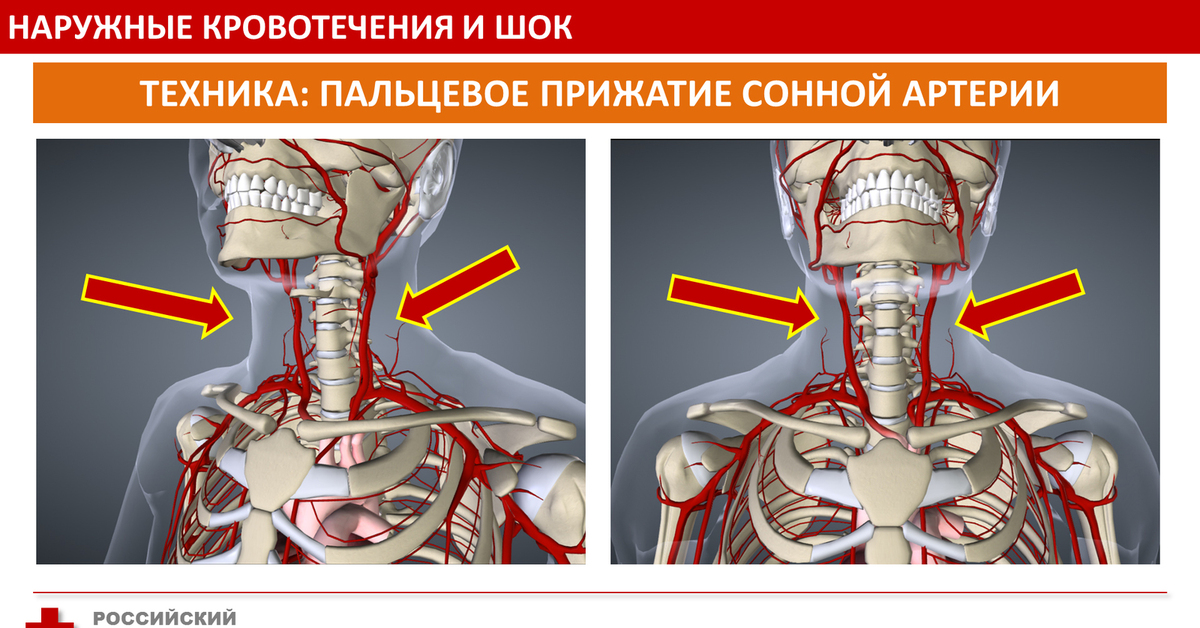 НАРУЖНЫЕ КРОВОТЕЧЕНИЯ И ШОК
ТЕХНИКА: ПАЛЬЦЕВОЕ ПРИЖАТИЕ СОННОЙ АРТЕРИИ
РОССИЙСКИЙ